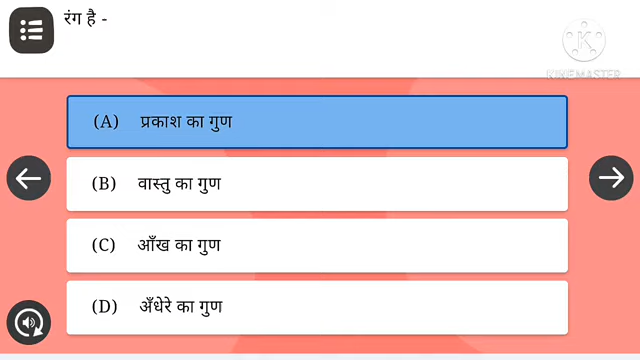 रंग है -
K
KINEMASTER
(A) प्रकाश का गुण
(B) वास्तु का गुण
(C) आँख का गुण
(D) अँधेरे का गुण